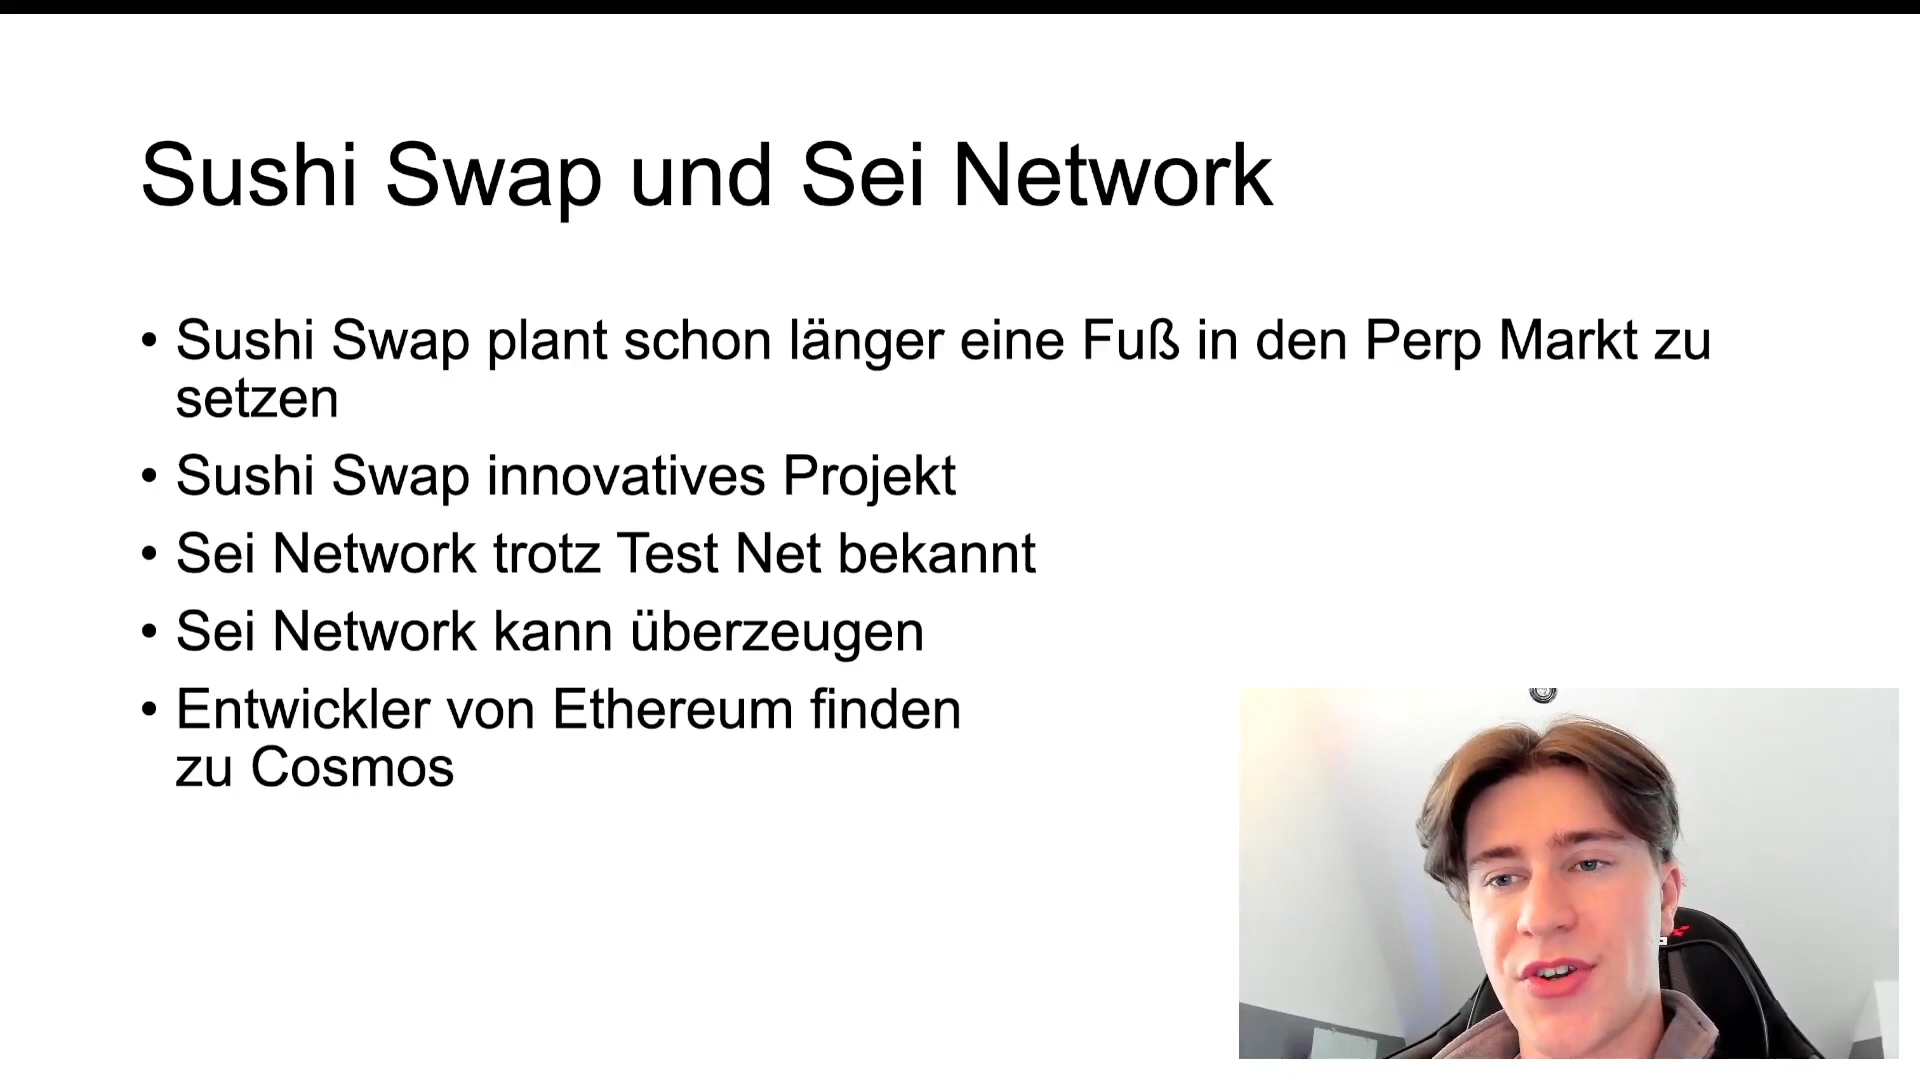 Sushi Swap und Sei Network
• Sushi Swap plant schon länger eine Fuß in den Perp Markt zu
setzen
• Sushi Swap innovatives Projekt
• Sei Network trotz Test Net bekannt
• Sei Network kann überzeugen
• Entwickler von Ethereum finden
zu Cosmos